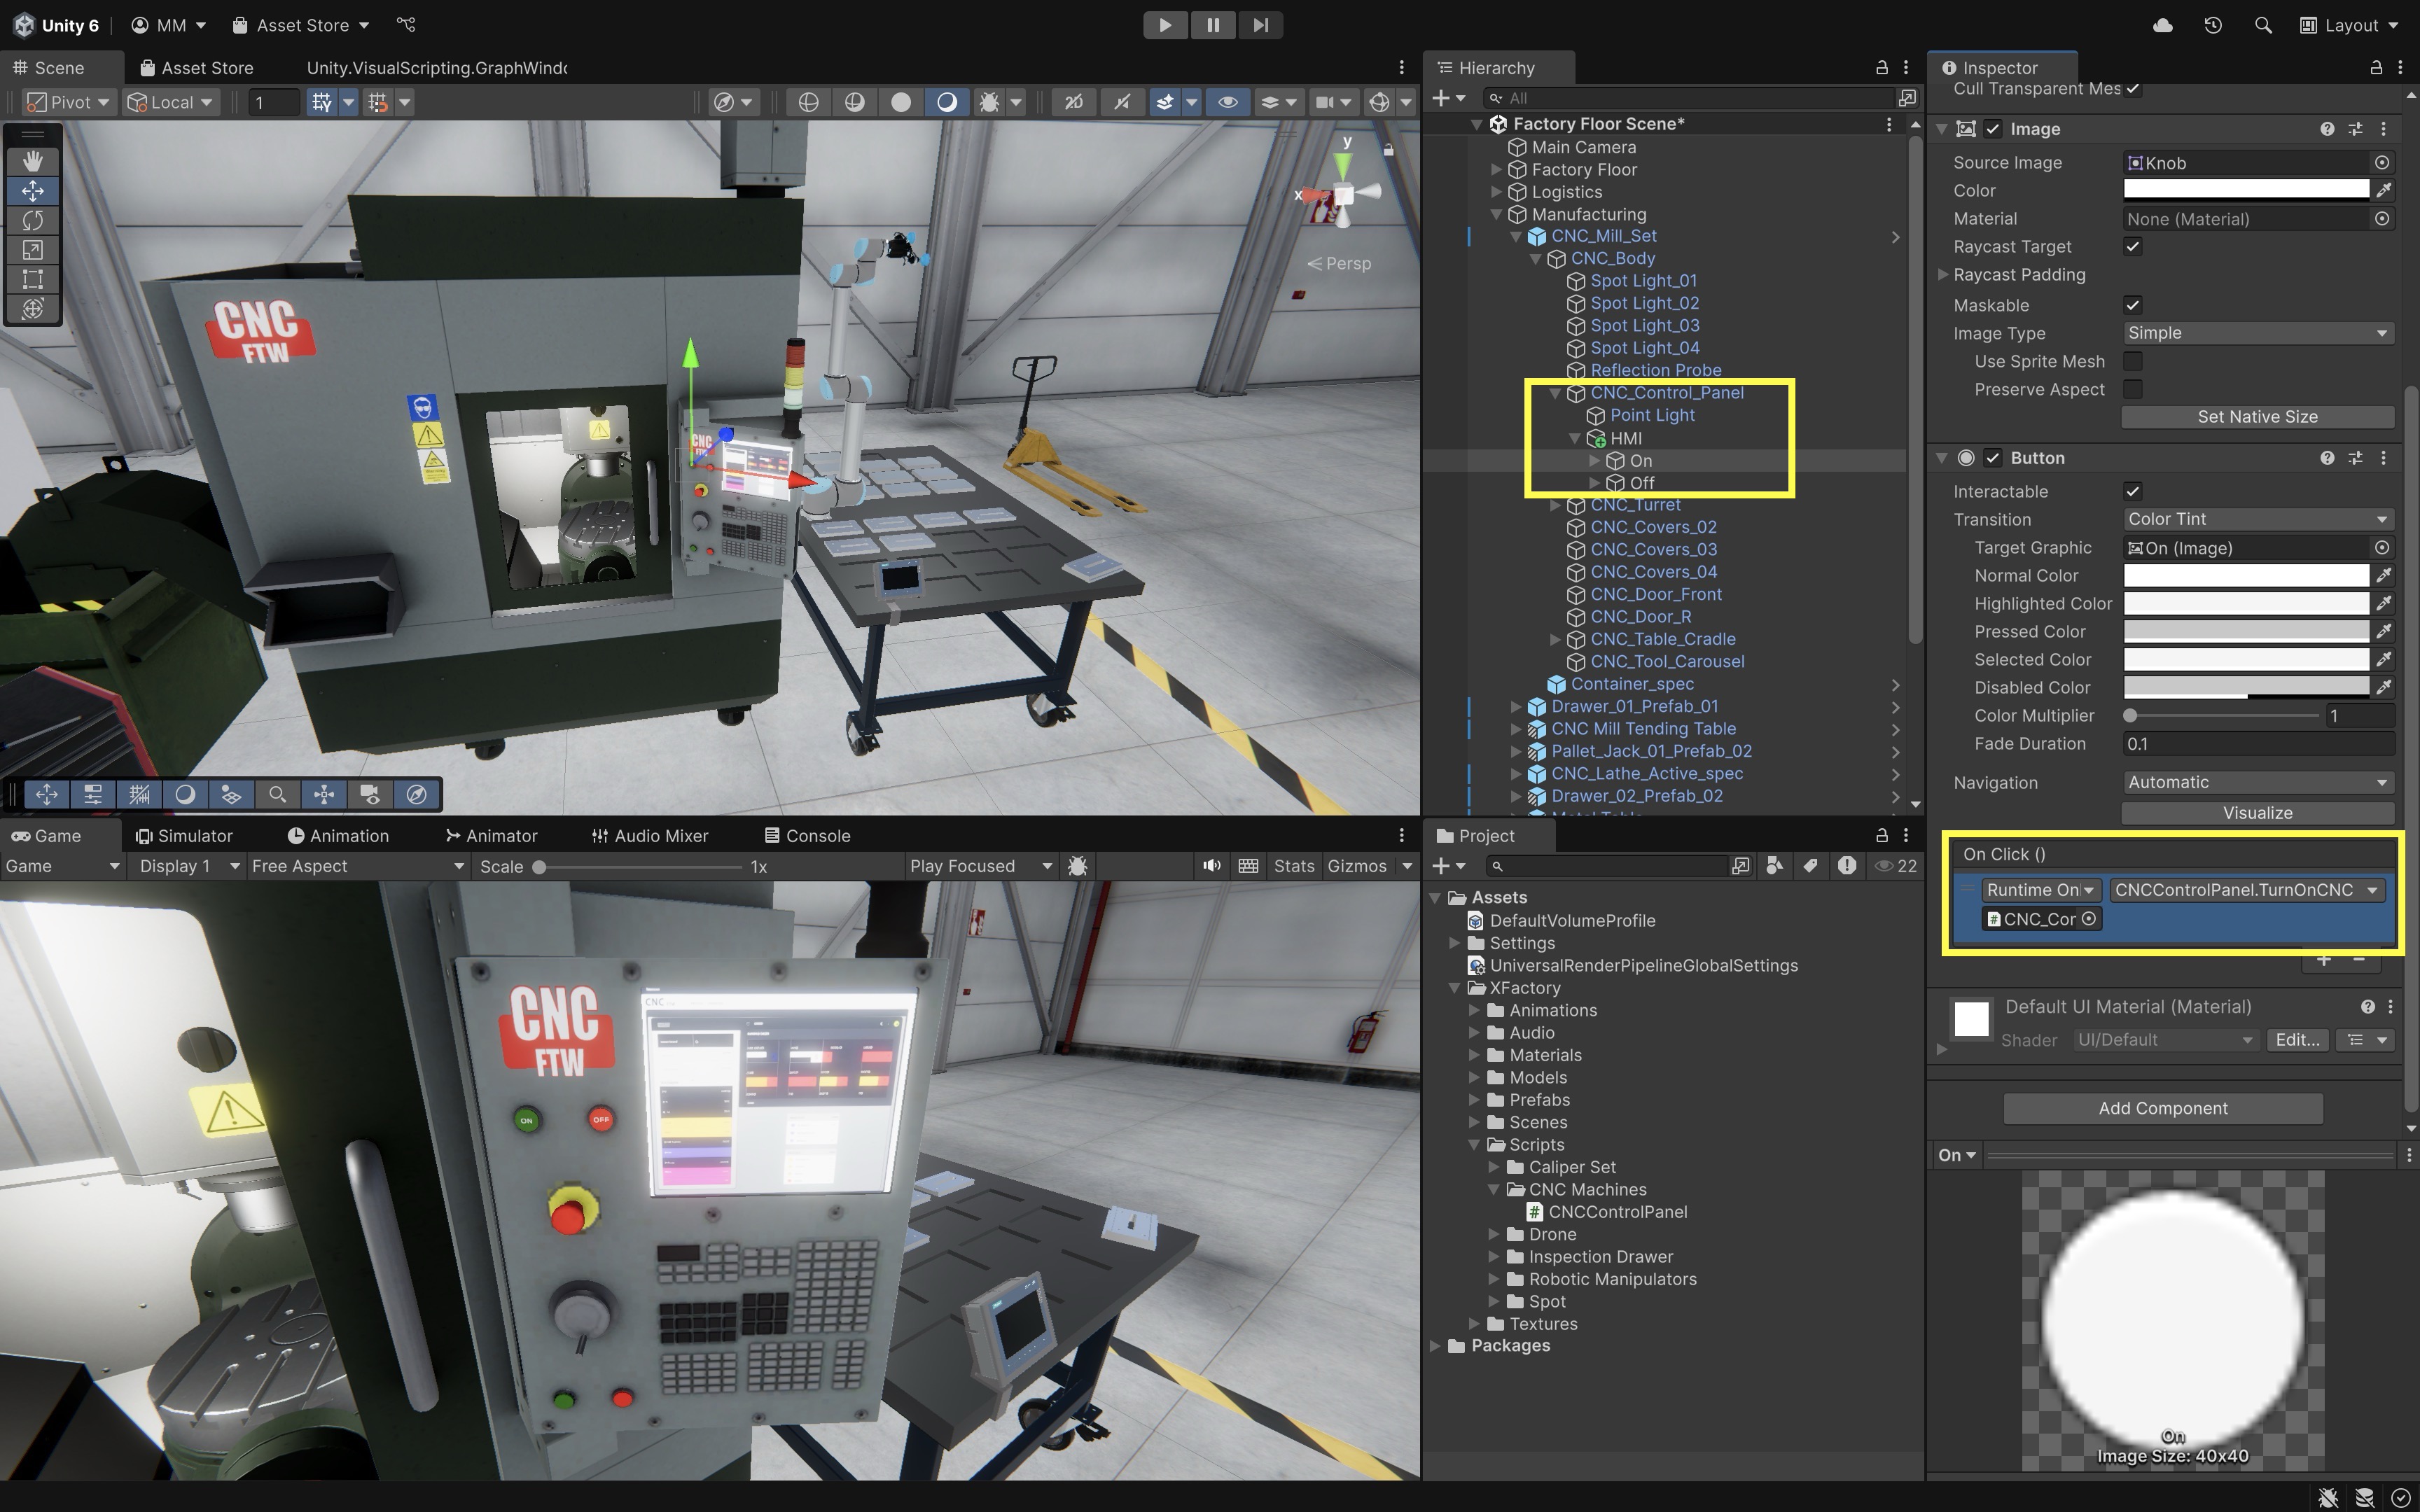 Unity 6
MM
Asset Store
Layout
Scene
Asset Store
Unity.VisualScripting.GraphWindo
Pivot
Local
1
2D
y
x
Persp
CNC
FTW
CNC
Game
Simulator
Animation
Animator
Audio Mixer
Console
Game
Display 1
Free Aspect
Scale
1x
Play Focused
Stats
Gizmos
CNC
FTW
CNC
ON
OFF
Hierarchy
All
Factory Floor Scene*
Main Camera
Factory Floor
Logistics
Manufacturing
CNC_Mill_Set
CNC_Body
Spot Light_01
Spot Light_02
Spot Light_03
Spot Light_04
Reflection Probe
CNC_Control_Panel
Point Light
HMI
On
Off
CNC_Turret
CNC_Covers_02
CNC_Covers_03
CNC_Covers_04
CNC_Door_Front
CNC_Door_R
CNC_Table_Cradle
CNC_Tool_Carousel
Container_spec
Drawer_01_Prefab_01
CNC Mill Tending Table
Pallet_Jack_01_Prefab_02
CNC_Lathe_Active_spec
Drawer_02_Prefab_02
Metal Table
Project
22
Assets
DefaultVolumeProfile
Settings
UniversalRenderPipelineGlobalSettings
XFactory
Animations
Audio
Materials
Models
Prefabs
Scenes
Scripts
Caliper Set
CNC Machines
CNCControlPanel
Drone
Inspection Drawer
Robotic Manipulators
Spot
Textures
Packages
Inspector
Cull Transparent Mes
Image
Source Image
Knob
Color
Material
None (Material)
Raycast Target
Raycast Padding
Maskable
Image Type
Simple
Use Sprite Mesh
Preserve Aspect
Set Native Size
Button
Interactable
Transition
Color Tint
Target Graphic
On (Image)
Normal Color
Highlighted Color
Pressed Color
Selected Color
Disabled Color
Color Multiplier
1
Fade Duration
0.1
Navigation
Automatic
Visualize
On Click ()
Runtime On
CNCControlPanel.TurnOnCNC
CNC_Cor
Default UI Material (Material)
Shader
UI/Default
Edit...
Add Component
On
On
Image Size: 40x40